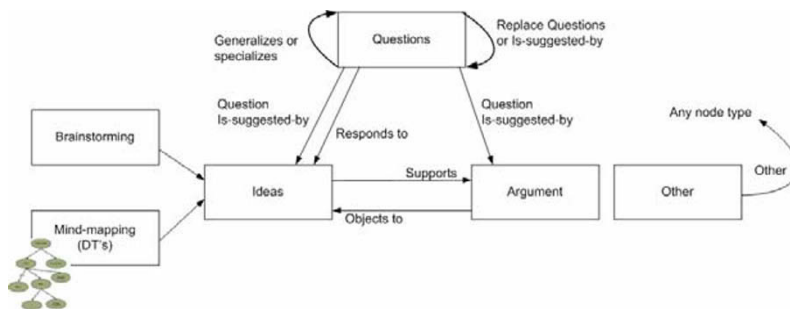 Generalizes or
specializes
Questions
Replace Questions
or Is-suggested-by
Question
Is-suggested-by
Responds to
Question
Is-suggested-by
Any node type
Brainstorming
Ideas
Supports
Argument
Other
Other
Objects to
Mind-mapping
(DT's)